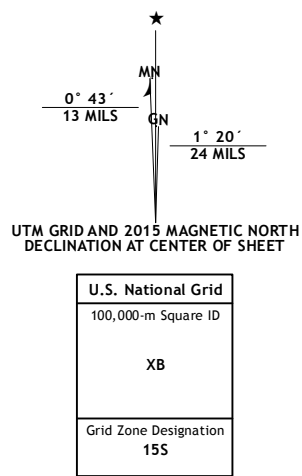 ★
MN
0° 43´
13 MILS
GN
1° 20´
24 MILS
UTM GRID AND 2015 MAGNETIC NORTH
DECLINATION AT CENTER OF SHEET
U.S. National Grid
100,000-m Square ID
XB
Grid Zone Designation
15S